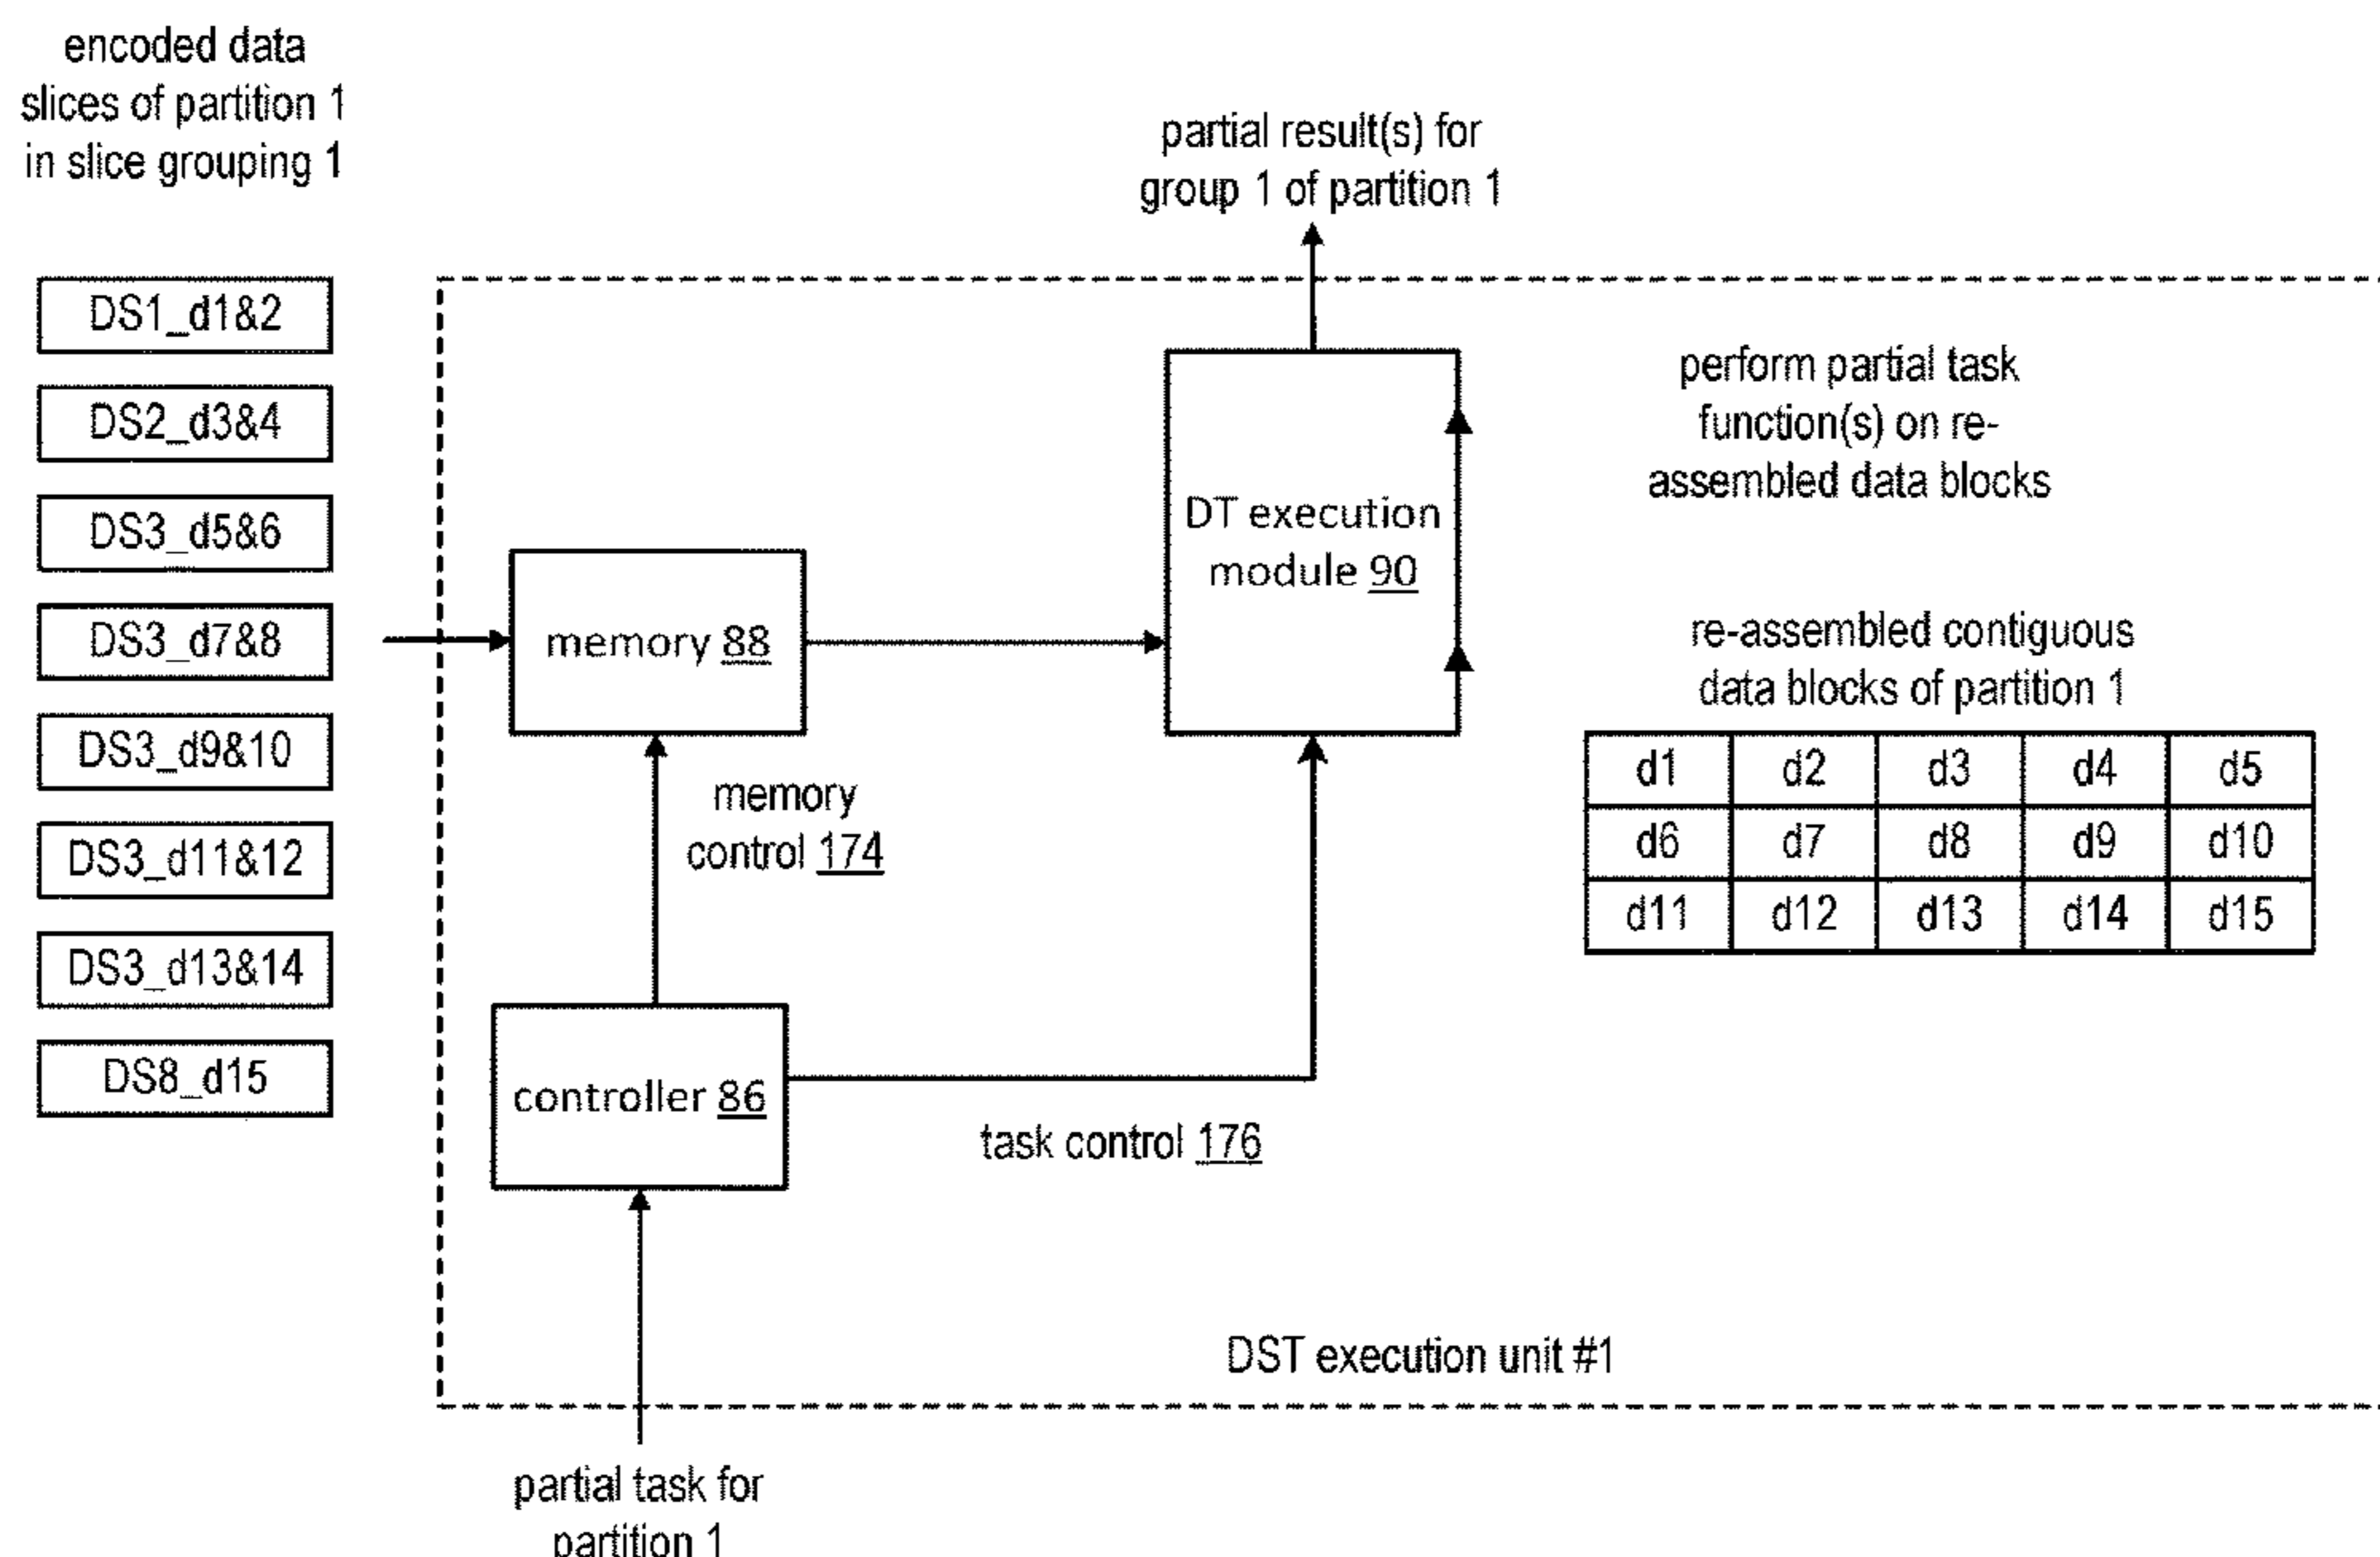 encoded data
slices of partition 1
in slice grouping 1
DS1_d1&2
DS2_d3&4
DS3_d5&6
DS3_d7&8
DS3_d9&10
DS3_d11&12
DS3_d13&14
DS8_d15
partial result(s) for
group 1 of partition 1
DT execution
module 90
memory 88
memory
control 174
controller 86
task control 176
perform partial task
function(s) on re-
assembled data blocks
re-assembled contiguous
data blocks of partition 1
d1 d2 d3 d4 d5
d6 d7 d8 d9 d10
d11 d12 d13 d14 d15
DST execution unit #1
partial task for
partition 1